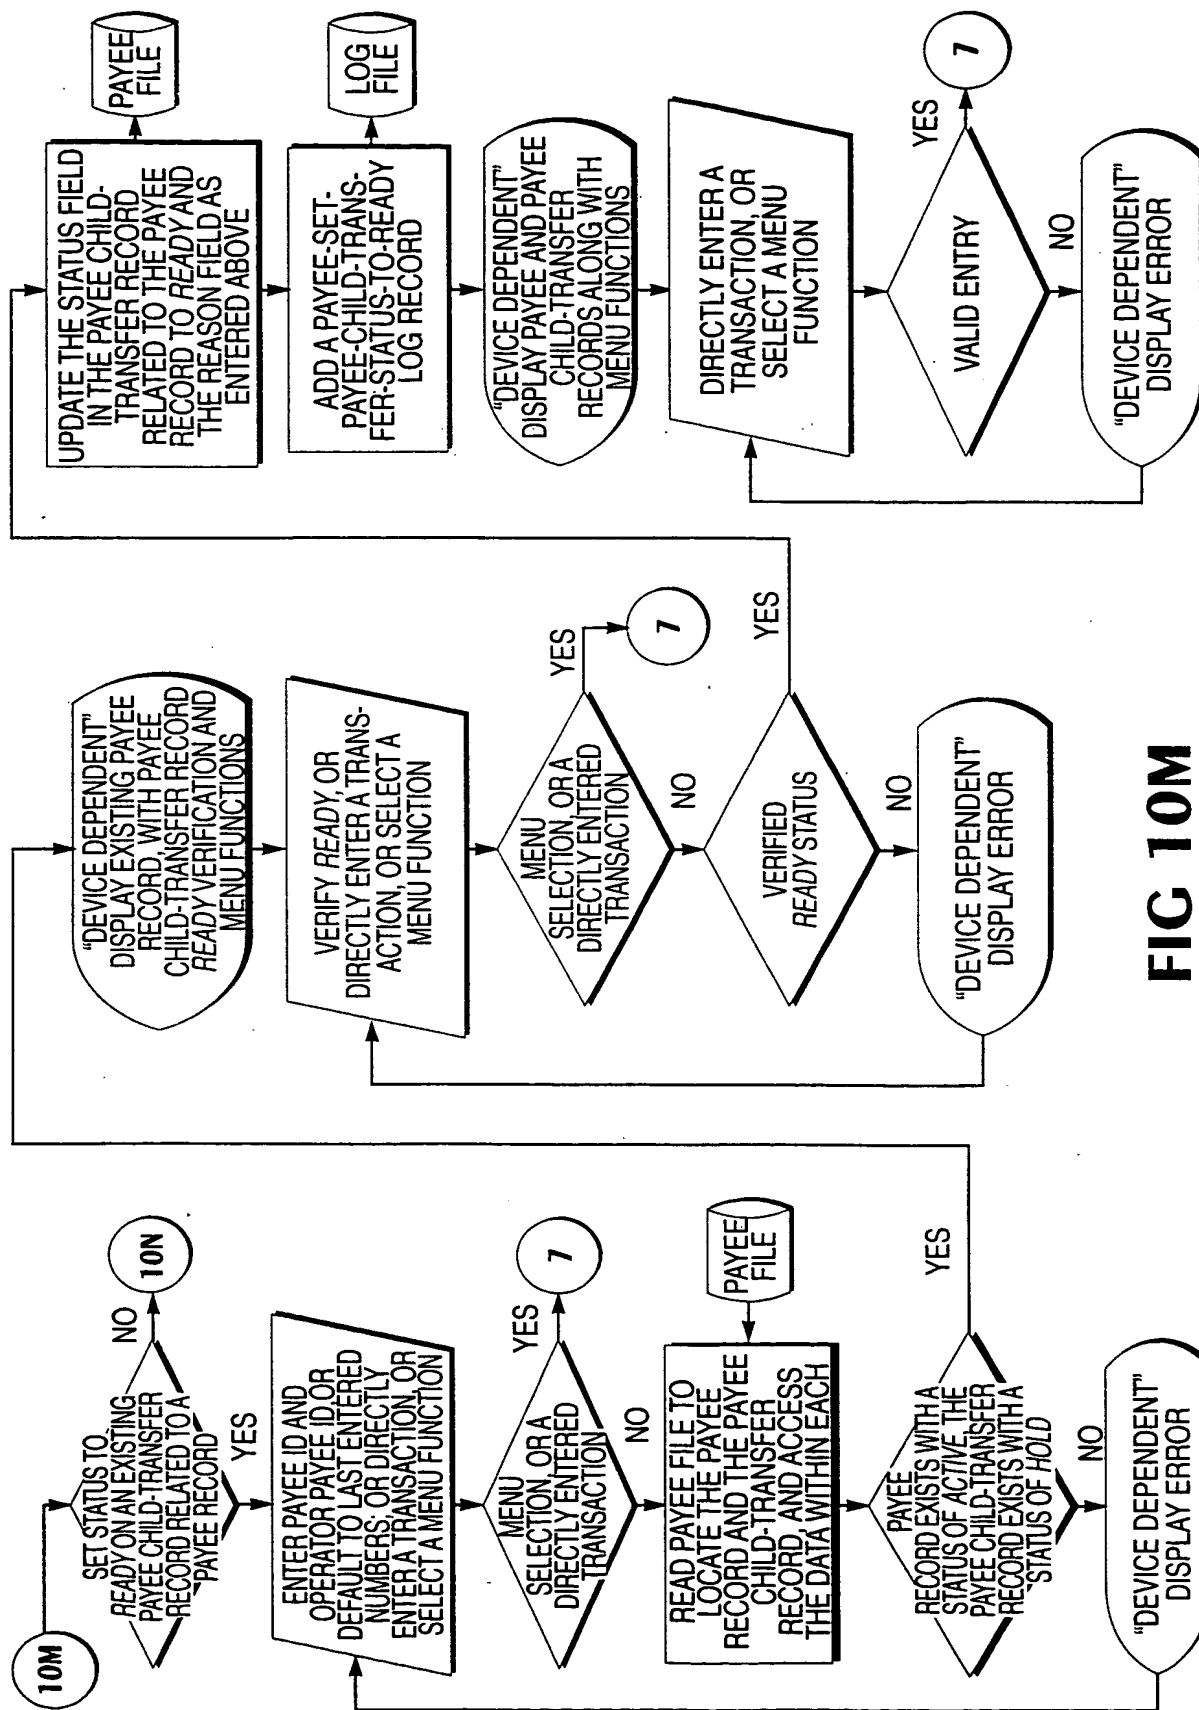 10M
SET STATUS TO
READY ON AN EXISTING
PAYEE CHILD-TRANSFER
RECORD RELATED TO A
PAYEE RECORD
NO
10N
YES
ENTER PAYEE ID AND
OPERATOR PAYEE ID, OR
DEFAULT TO LAST ENTERED
NUMBERS; OR DIRECTLY
ENTER A TRANSACTION, OR
SELECT A MENU FUNCTION
MENU
SELECTION, OR A
DIRECTLY ENTERED
TRANSACTION
YES
7
NO
READ PAYEE FILE TO
LOCATE THE PAYEE
RECORD AND THE PAYEE
CHILD-TRANSFER
RECORD, AND ACCESS
THE DATA WITHIN EACH
PAYEE
FILE
PAYEE
RECORD EXISTS WITH A
STATUS OF ACTIVE, THE
PAYEE CHILD-TRANSFER
RECORD EXISTS WITH A
STATUS OF HOLD
YES
NO
"DEVICE DEPENDENT"
DISPLAY ERROR
"DEVICE DEPENDENT"
DISPLAY EXISTING PAYEE
RECORD, WITH PAYEE
CHILD-TRANSFER RECORD
READY VERIFICATION AND
MENU FUNCTIONS
VERIFY READY, OR
DIRECTLY ENTER A TRANS-
ACTION, OR SELECT A
MENU FUNCTION
MENU
SELECTION, OR A
DIRECTLY ENTERED
TRANSACTION
YES
7
NO
VERIFIED
READY STATUS
YES
NO
"DEVICE DEPENDENT"
DISPLAY ERROR
UPDATE THE STATUS FIELD
IN THE PAYEE CHILD-
TRANSFER RECORD
RELATED TO THE PAYEE
RECORD TO READY AND
THE REASON FIELD AS
ENTERED ABOVE
PAYEE
FILE
ADD A PAYEE-SET-
PAYEE-CHILD-TRANS-
FER-STATUS-TO-READY
LOG RECORD
LOG
FILE
"DEVICE DEPENDENT"
DISPLAY PAYEE AND PAYEE
CHILD-TRANSFER
RECORDS ALONG WITH
MENU FUNCTIONS
DIRECTLY ENTER A
TRANSACTION, OR
SELECT A MENU
FUNCTION
VALID ENTRY
YES
7
NO
"DEVICE DEPENDENT"
DISPLAY ERROR
FIG 10M